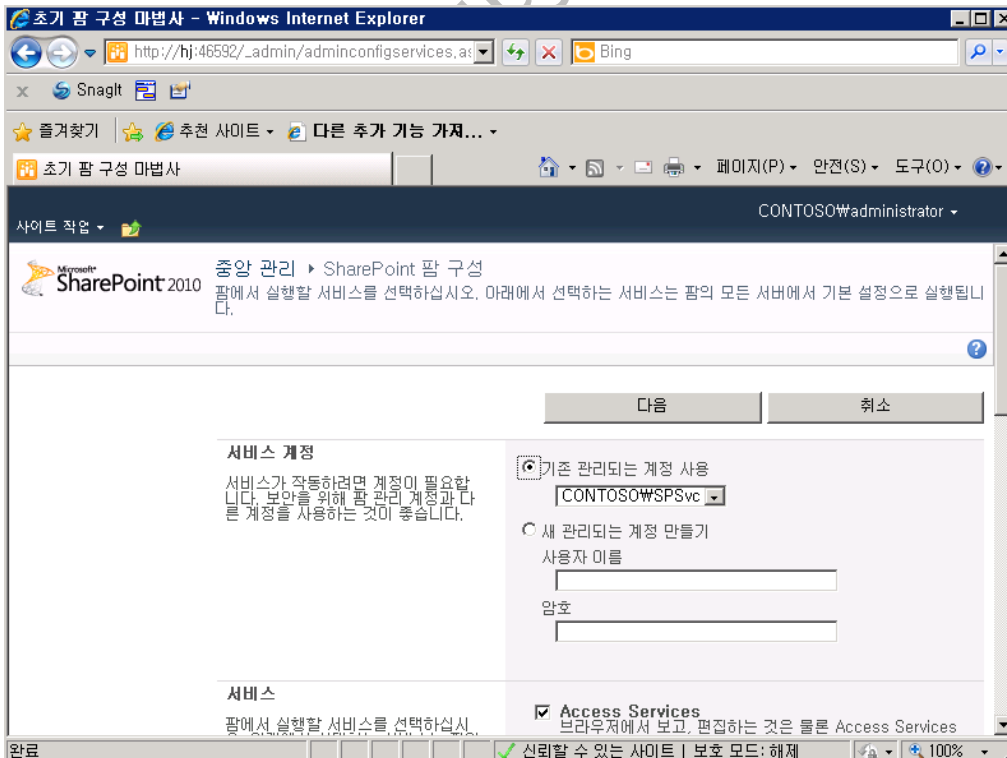 초기 팜 구성 마법사 - Windows Internet Explorer
http://hj:46592/_admin/adminconfigservices.as
Bing
x SnagIt
즐겨찾기 추천 사이트 다른 추가 기능 가져...
초기 팜 구성 마법사
페이지(P) 안전(S) 도구(O)
CONTOSO₩administrator
사이트 작업
Microsoft
SharePoint 2010
중앙 관리 SharePoint 팜 구성
팜에서 실행할 서비스를 선택하십시오. 아래에서 선택하는 서비스는 팜의 모든 서버에서 기본 설정으로 실행됩니
다.
다음 취소
서비스 계정
서비스가 작동하려면 계정이 필요합
니다. 보안을 위해 팜 관리 계정과 다
른 계정을 사용하는 것이 좋습니다.
기존 관리되는 계정 사용
CONTOSO₩SPSvc
새 관리되는 계정 만들기
사용자 이름
암호
서비스
팜에서 실행할 서비스를 선택하십시
Access Services
브라우저에서 보고, 편집하는 것은 물론 Access Services
완료
신뢰할 수 있는 사이트 | 보호 모드: 해제
100%